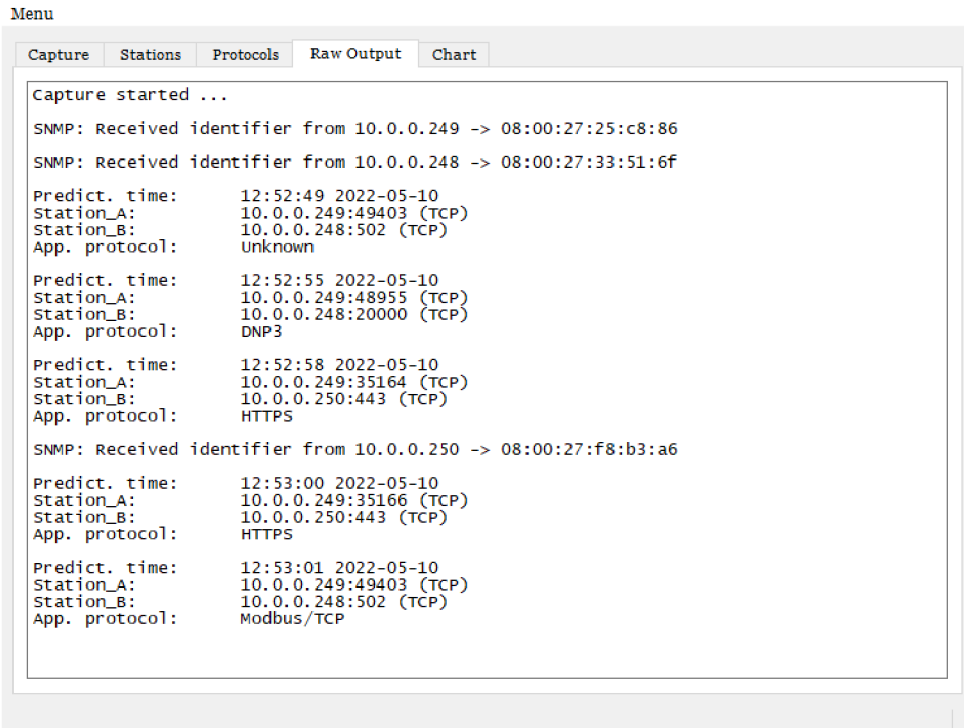 Menu
Capture Stations Protocols Raw Output Chart
Capture started ...
SNMP: Received identifier from 10.0.0.249 -> 08:00:27:25:c8:86
SNMP: Received identifier from 10.0.0.248 -> 08:00:27:33:51:6f
Predict. time: 12:52:49 2022-05-10
Station_A: 10.0.0.249:49403 (TCP)
Station_B: 10.0.0.248:502 (TCP)
App. protocol: Unknown
Predict. time: 12:52:55 2022-05-10
Station_A: 10.0.0.249:48955 (TCP)
Station_B: 10.0.0.248:20000 (TCP)
App. protocol: DNP3
Predict. time: 12:52:58 2022-05-10
Station_A: 10.0.0.249:35164 (TCP)
Station_B: 10.0.0.250:443 (TCP)
App. protocol: HTTPS
SNMP: Received identifier from 10.0.0.250 -> 08:00:27:f8:b3:a6
Predict. time: 12:53:00 2022-05-10
Station_A: 10.0.0.249:35166 (TCP)
Station_B: 10.0.0.250:443 (TCP)
App. protocol: HTTPS
Predict. time: 12:53:01 2022-05-10
Station_A: 10.0.0.249:49403 (TCP)
Station_B: 10.0.0.248:502 (TCP)
App. protocol: Modbus/TCP